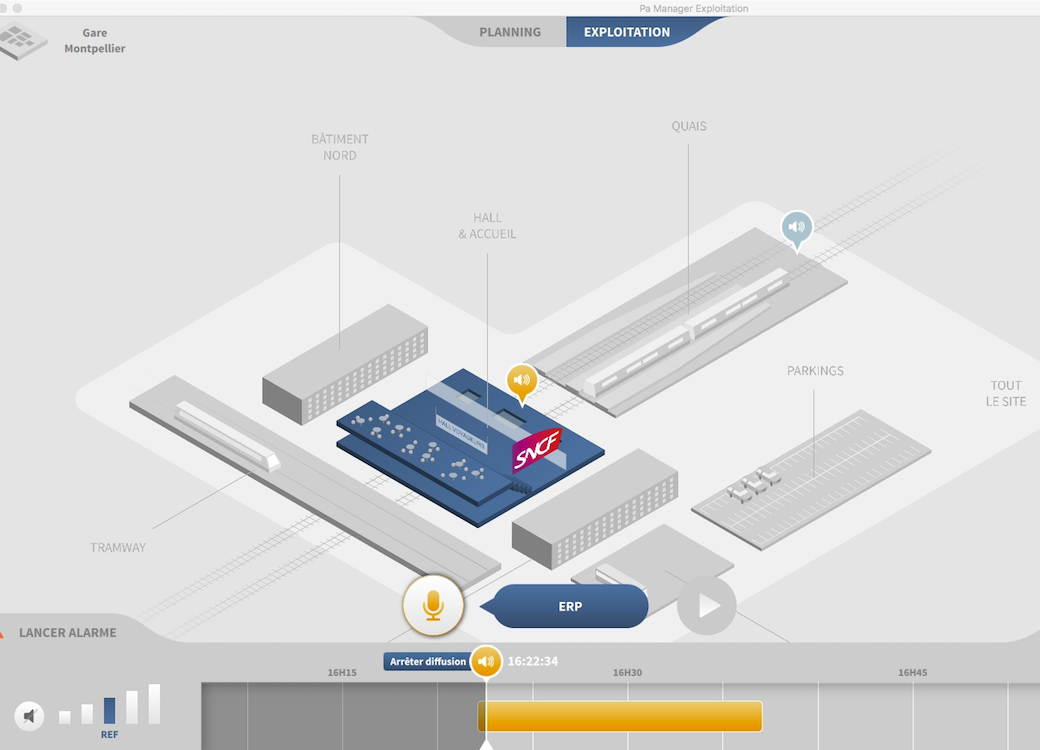 Pa Manager Exploitation
Gare
Montpellier
PLANNING
EXPLOITATION
QUAIS
BÂTIMENT
NORD
HALL
& ACCUEIL
PARKINGS
TOUT
LE SITE
HALL VOYAGEURS
SNCF
TRAMWAY
ERP
LANCER ALARME
Arrêter diffusion
16:22:34
16H15
16H30
16H45
REF